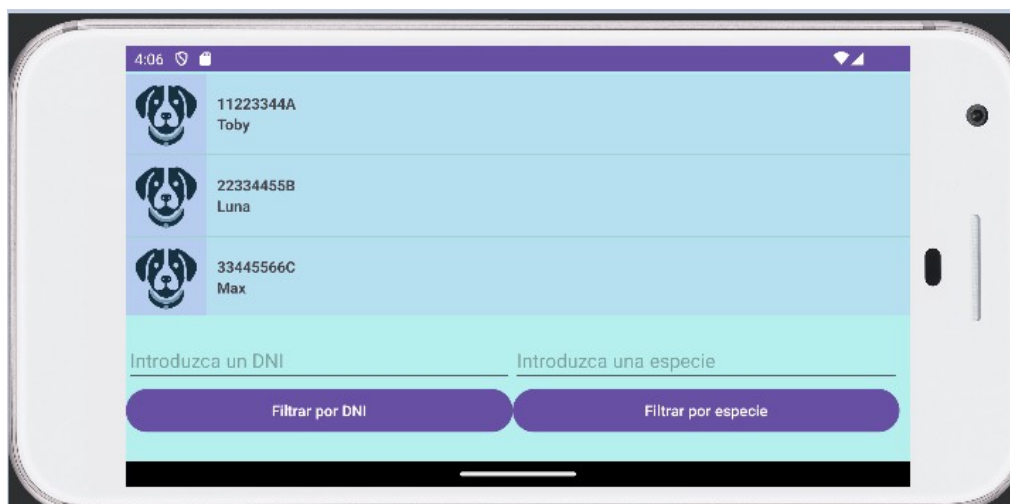 4:06
11223344A
Toby
22334455B
Luna
33445566C
Max
Introduzca un DNI Introduzca una especie
Filtrar por DNI Filtrar por especie